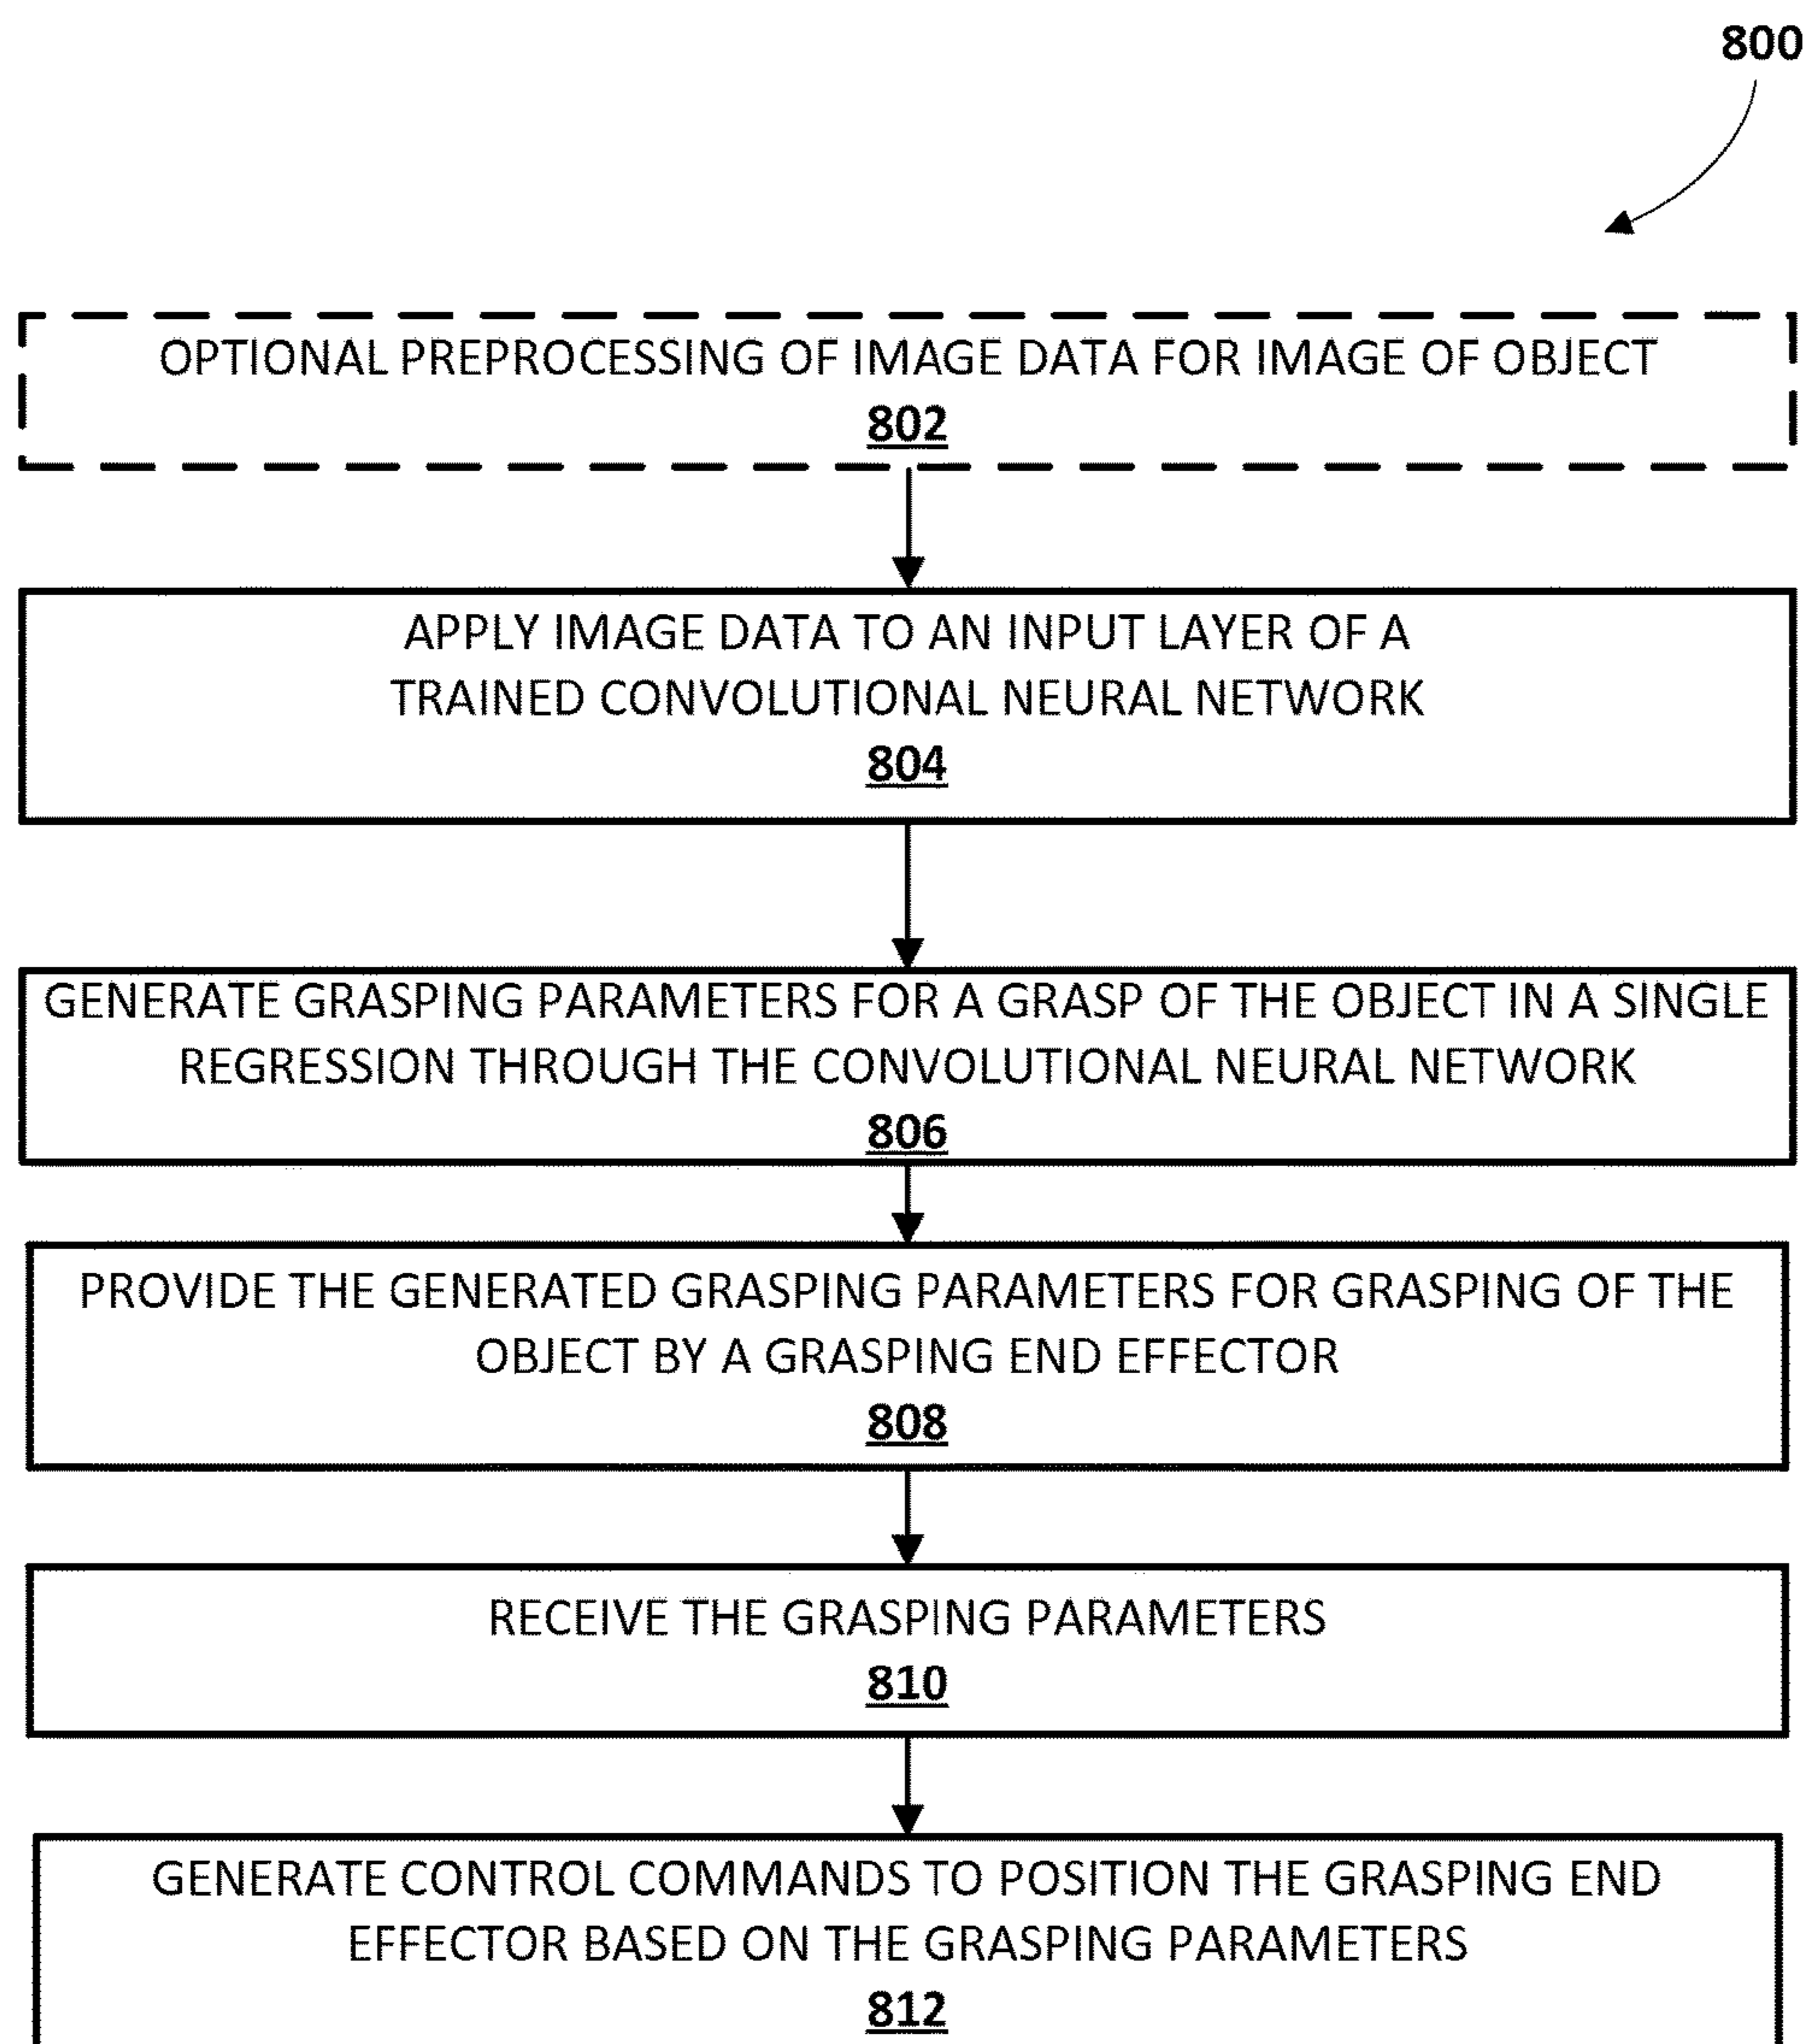 800
OPTIONAL PREPROCESSING OF IMAGE DATA FOR IMAGE OF OBJECT
802
APPLY IMAGE DATA TO AN INPUT LAYER OF A
TRAINED CONVOLUTIONAL NEURAL NETWORK
804
GENERATE GRASPING PARAMETERS FOR A GRASP OF THE OBJECT IN A SINGLE
REGRESSION THROUGH THE CONVOLUTIONAL NEURAL NETWORK
806
PROVIDE THE GENERATED GRASPING PARAMETERS FOR GRASPING OF THE
OBJECT BY A GRASPING END EFFECTOR
808
RECEIVE THE GRASPING PARAMETERS
810
GENERATE CONTROL COMMANDS TO POSITION THE GRASPING END
EFFECTOR BASED ON THE GRASPING PARAMETERS
812